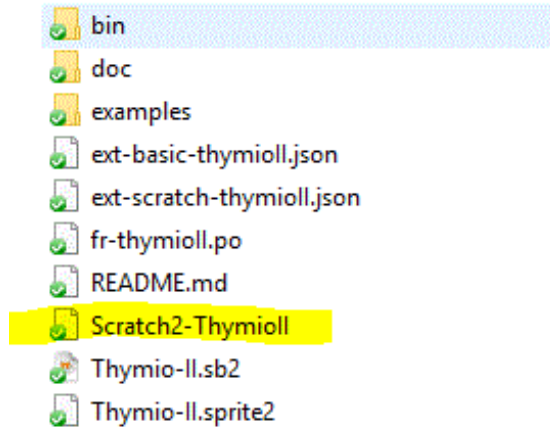 bin
doc
examples
ext-basic-thymioII.json
ext-scratch-thymioII.json
fr-thymioII.po
README.md
Scratch2-ThymioII
Thymio-II.sb2
Thymio-II.sprite2